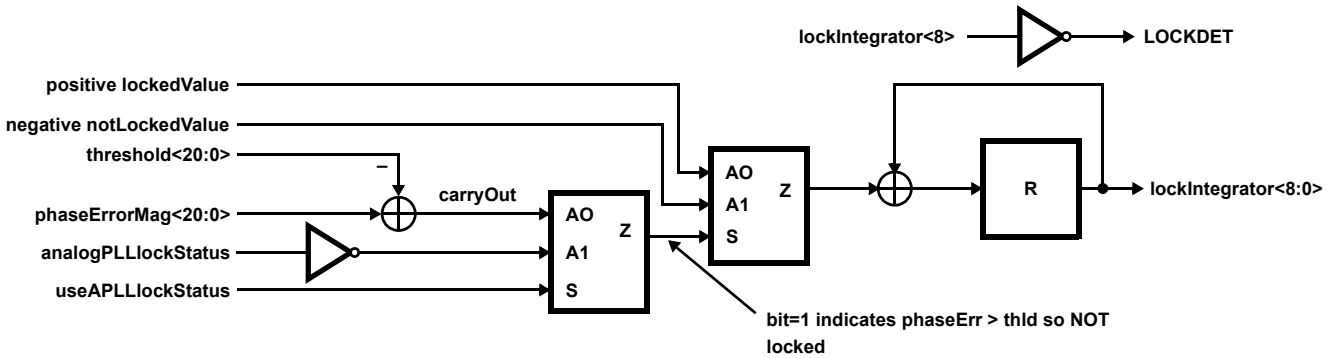 lockIntegrator<8>
LOCKDET
positive lockedValue
negative notLockedValue
threshold<20:0>
–
phaseErrorMag<20:0>
carryOut
analogPLLlockStatus
useAPLLlockStatus
AO
A1
S
Z
AO
A1
S
Z
R
lockIntegrator<8:0>
bit=1 indicates phaseErr > thld so NOT
locked